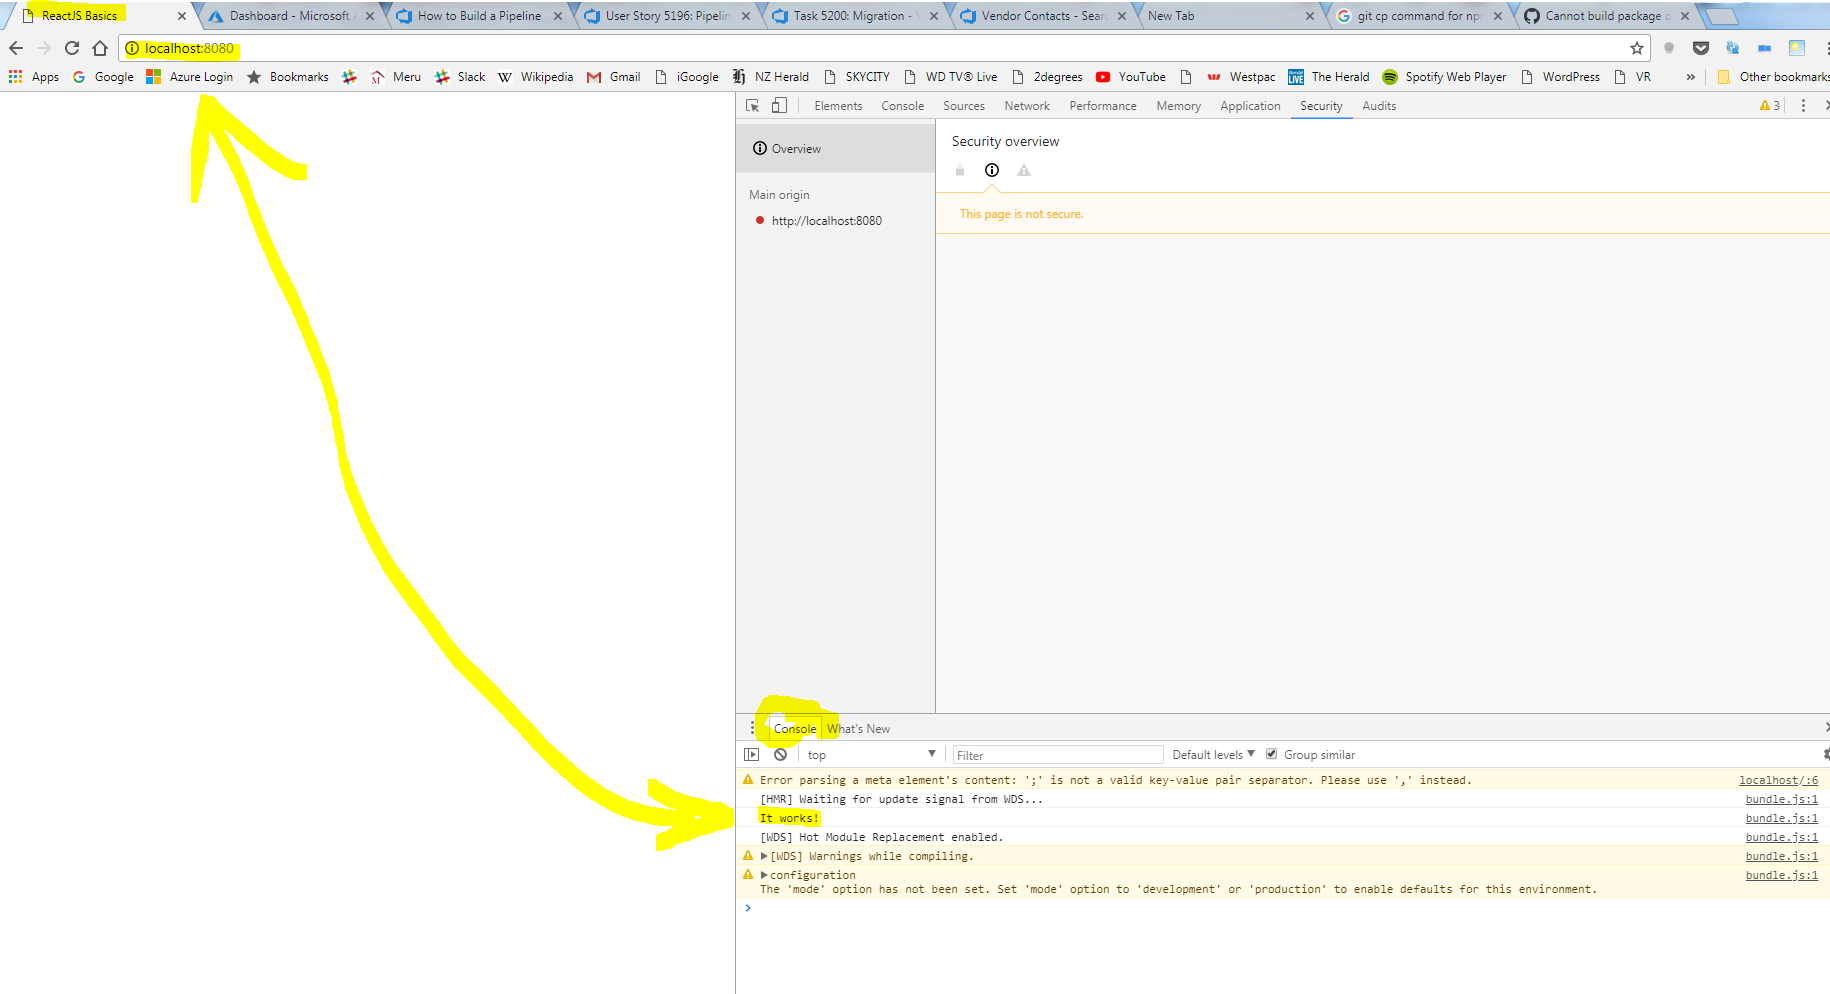 ReactJS Basics Dashboard - Microsoft How to Build a Pipeline User Story 5196: Pipelin Task 5200: Migration - Vendor Contacts - Sear New Tab git cp command for npr Cannot build package
localhost:8080
Apps Google Azure Login Bookmarks Meru Slack Wikipedia Gmail iGoogle NZ Herald SKYCITY WD TV® Live 2degrees YouTube Westpac The Herald Spotify Web Player WordPress VR » Other bookmarks
Elements Console Sources Network Performance Memory Application Security Audits 3
Overview
Main origin
http://localhost:8080
Security overview
This page is not secure.
Console What's New
top Filter Default levels Group similar
Error parsing a meta element's content: ';' is not a valid key-value pair separator. Please use ',' instead. localhost/:6
[HMR] Waiting for update signal from WDS... bundle.js:1
It works! bundle.js:1
[WDS] Hot Module Replacement enabled. bundle.js:1
[WDS] Warnings while compiling. bundle.js:1
configuration bundle.js:1
The 'mode' option has not been set. Set 'mode' option to 'development' or 'production' to enable defaults for this environment.